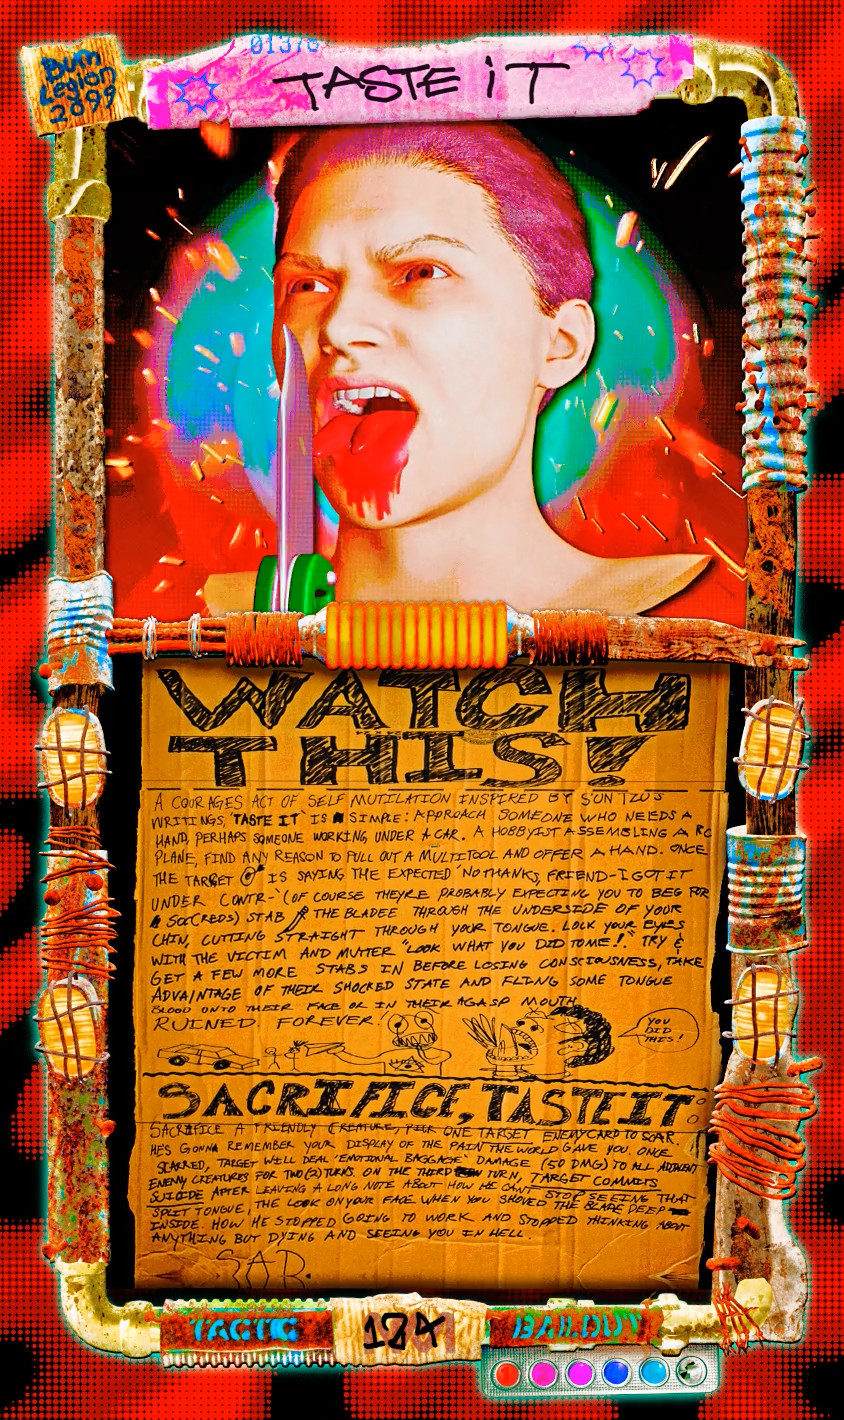 01376
Bum
Legion
2099
TASTE iT
WATCH
THIS!
A COURAGES ACT OF SELF MUTILATION INSPIRED BY SUN TZU'S
WRITINGS, 'TASTE IT' IS SIMPLE: APPROACH SOMEONE WHO NEEDS A
HAND, PERHAPS SOMEONE WORKING UNDER A CAR. A HOBBYIST ASSEMBLING A RC
PLANE, FIND ANY REASON TO PULL OUT A MULTITOOL AND OFFER A HAND. ONCE
THE TARGET IS SAYING THE EXPECTED 'NO THANKS, FRIEND-I GOT IT
UNDER CONTR-' (OF COURSE THEYRE PROBABLY EXPECTING YOU TO BEG FOR
SOC(REDS) STAB THE BLADEE THROUGH THE UNDERSIDE OF YOUR
CHIN, CUTTING STRAIGHT THROUGH YOUR TONGUE. LOCK YOUR EYES
WITH THE VICTIM AND MUTTER "LOOK WHAT YOU DID TO ME!". TRY &
GET A FEW MORE STABS IN BEFORE LOSING CONSCIOUSNESS, TAKE
ADVAINTAGE OF THEIR SHOCKED STATE AND FLING SOME TONGUE
BLOOD ONTO THEIR FACE OR IN THEIR AGASP MOUTH.
RUINED FOREVER!
YOU
DID
THIS!
SACRIFICE, TASTE IT
SACRIFICE A FRIENDLY CREATURE, PICK ONE TARGET ENEMY CARD TO SCAR.
HE'S GONNA REMEMBER YOUR DISPLAY OF THE PAIN THE WORLD GAVE YOU. ONCE
SCARRED, TARGET WILL DEAL 'EMOTIONAL BAGGAGE' DAMAGE (50 DMG) TO ALL ADJACENT
ENEMY CREATURES FOR TWO(2) TURNS. ON THE THIRD TURN, TARGET COMMITS
SUICIDE AFTER LEAVING A LONG NOTE ABOUT HOW HE CANT STOP SEEING THAT
SPLIT TONGUE, THE LOOK ON YOUR FACE WHEN YOU SHOVED THE BLADE DEEP
INSIDE. HOW HE STOPPED GOING TO WORK AND STOPPED THINKING ABOUT
ANYTHING BUT DYING AND SEEING YOU IN HELL.
TACTIC
BAILOUT